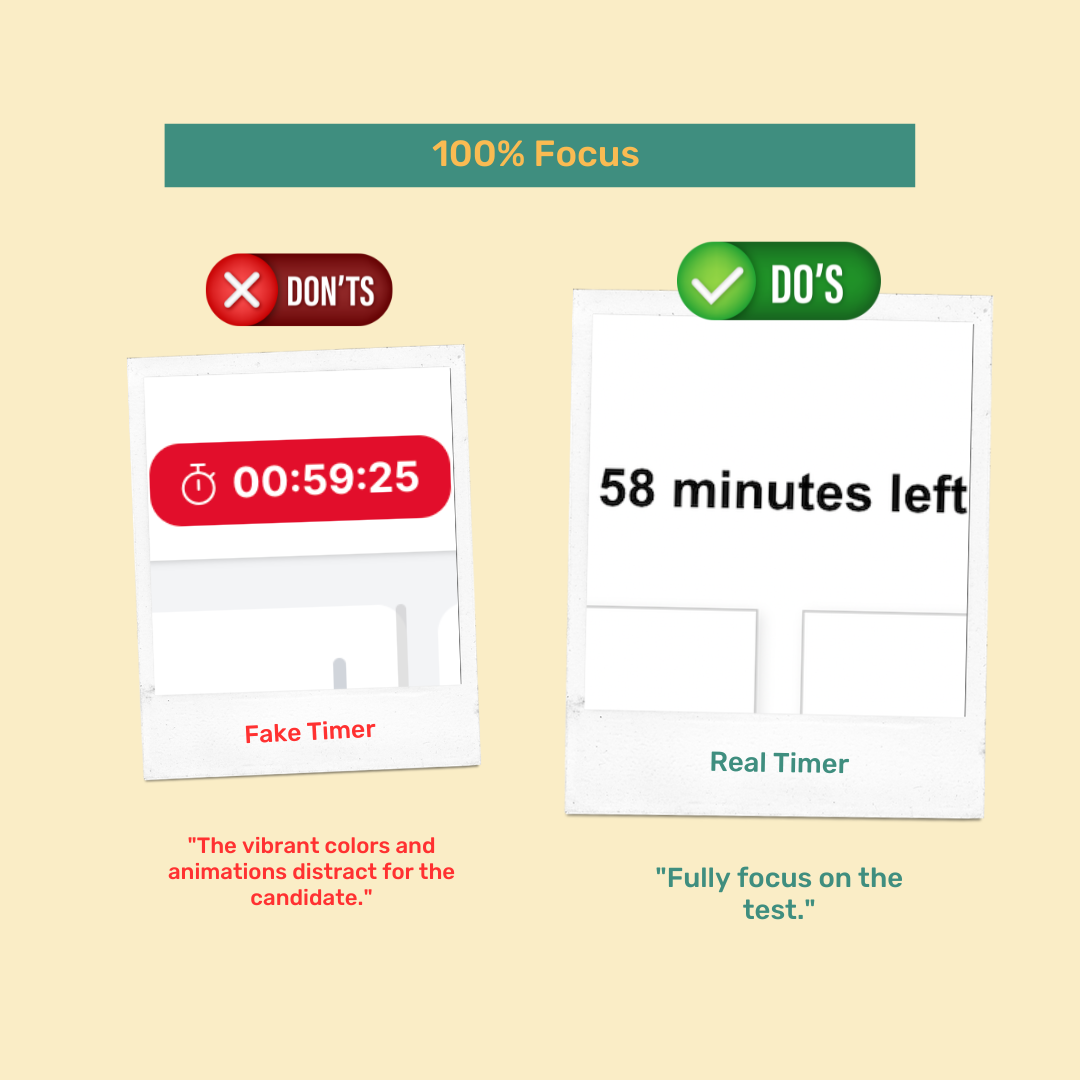 100% Focus
DON'TS
DO'S
00:59:25
58 minutes left
Fake Timer
Real Timer
"The vibrant colors and
animations distract for the
candidate."
"Fully focus on the
test."